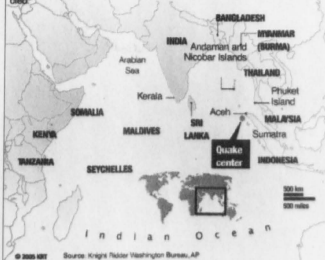 BANGLADESH
INDIA
MYANMAR
(BURMA)
Andaman and
Nicobar Islands
Arabian
Sea
THAILAND
Phuket
Island
Kerala
Aceh
SOMALIA
MALAYSIA
SRI
LANKA
MALDIVES
Sumatra
KENYA
Quake
center
INDONESIA
TANZANIA
SEYCHELLES
500 km
500 miles
Indian Ocean
© 2005 KRT
Source: Knight Ridder Washington Bureau, AP